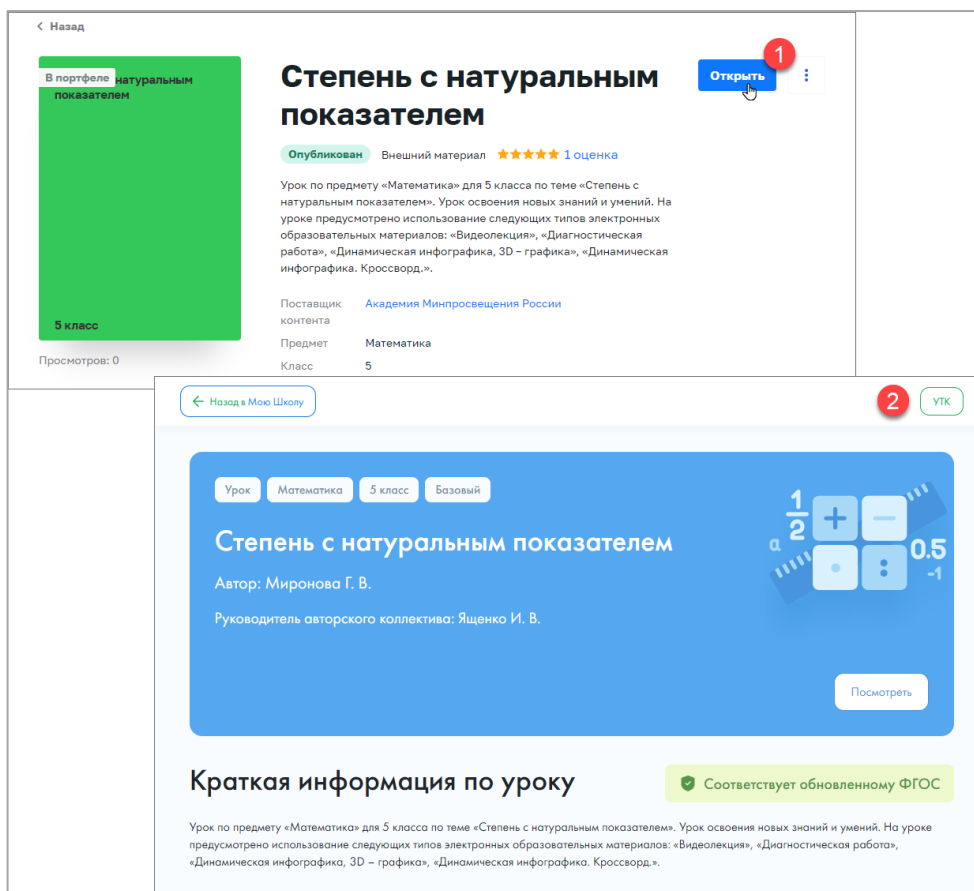 Назад
В портфеле
натуральным
показателем
5 класс
Просмотров: 0
Степень с натуральным
показателем
Открыть
1
Опубликован Внешний материал 1 оценка
Урок по предмету «Математика» для 5 класса по теме «Степень с
натуральным показателем». Урок освоения новых знаний и умений. На
уроке предусмотрено использование следующих типов электронных
образовательных материалов: «Видеолекция», «Диагностическая
работа», «Динамическая инфографика, 3D – графика», «Динамическая
инфографика. Кроссворд.».
Поставщик Академия Минпросвещения России
контента
Предмет Математика
Класс 5
Назад в Мою Школу
2
УТК
Урок Математика 5 класс Базовый
Степень с натуральным показателем
Автор: Миронова Г. В.
Руководитель авторского коллектива: Ященко И. В.
1
2
+ −
a
0.5
-1
Посмотреть
Краткая информация по уроку
Соответствует обновленному ФГОС
Урок по предмету «Математика» для 5 класса по теме «Степень с натуральным показателем». Урок освоения новых знаний и умений. На уроке
предусмотрено использование следующих типов электронных образовательных материалов: «Видеолекция», «Диагностическая работа»,
«Динамическая инфографика, 3D – графика», «Динамическая инфографика. Кроссворд.».